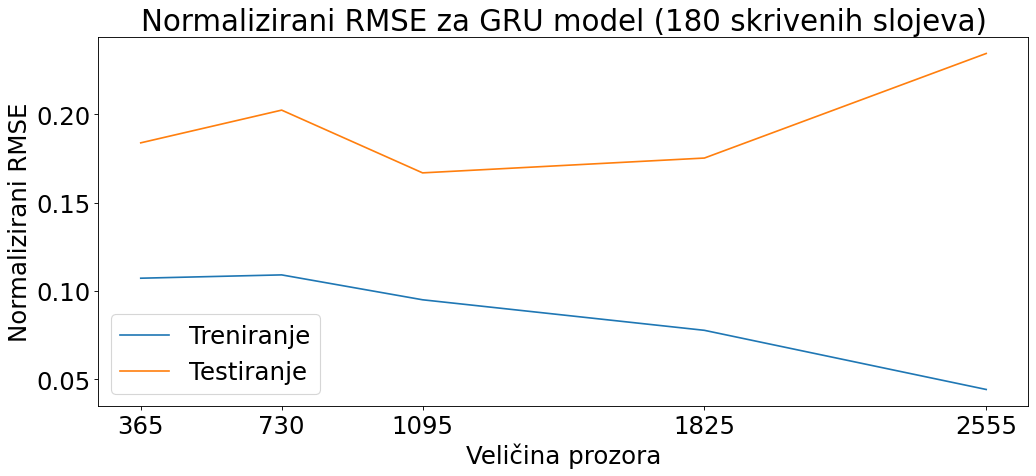 Normalizirani RMSE za GRU model (180 skrivenih slojeva)
Normalizirani RMSE
0.20
0.15
0.10
0.05
Treniranje
Testiranje
365 730 1095 1825 2555
Veličina prozora